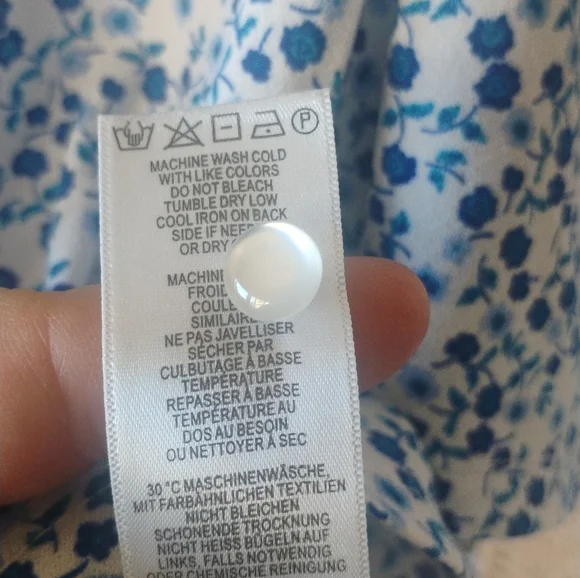 P
MACHINE WASH COLD
WITH LIKE COLORS
DO NOT BLEACH
TUMBLE DRY LOW
COOL IRON ON BACK
SIDE IF
OR DRY
MACHINE
NE PAS JAVELLISER
SÉCHER PAR
CULBUTAGE À BASSE
TEMPÉRATURE
REPASSER À BASSE
TEMPÉRATURE AU
DOS AU BESOIN
OU NETTOYER À SEC
30 °C MASCHINENWÄSCHE,
MIT FARBÄHNLICHEN TEXTILIEN
NICHT BLEICHEN
SCHONENDE TROCKNUNG
NICHT HEISS BÜGELN AUF
LINKS, FALLS NOTWENDIG
ODER CHEMISCHE REINIGUNG